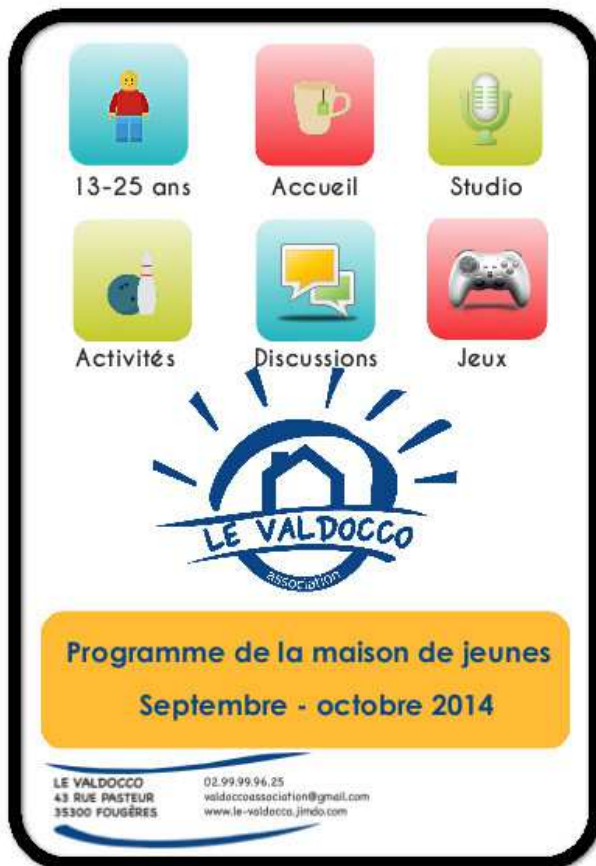 13-25 ans Accueil Studio
Activités Discussions Jeux
LE VALDOCCO
association
Programme de la maison de jeunes
Septembre - octobre 2014
LE VALDOCCO
43 RUE PASTEUR
35300 FOUGÈRES
02.99.99.96.25
valdoccoassociation@gmail.com
www.le-valdocco.jimdo.com